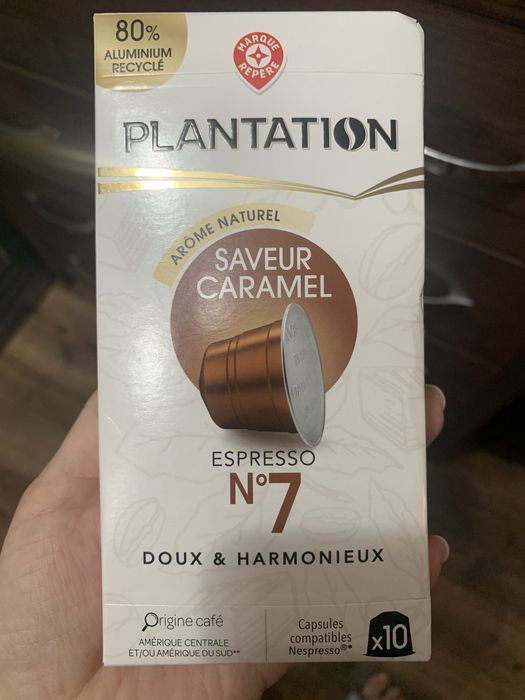 80%
ALUMINIUM
RECYCLÉ
MARQUE
REPÈRE
PLANTATION
ARÔME NATUREL
SAVEUR
CARAMEL
ESPRESSO
N°7
DOUX & HARMONIEUX
Origine café
AMÉRIQUE CENTRALE
ET/OU AMÉRIQUE DU SUD**
Capsules
compatibles
Nespresso®*
x10